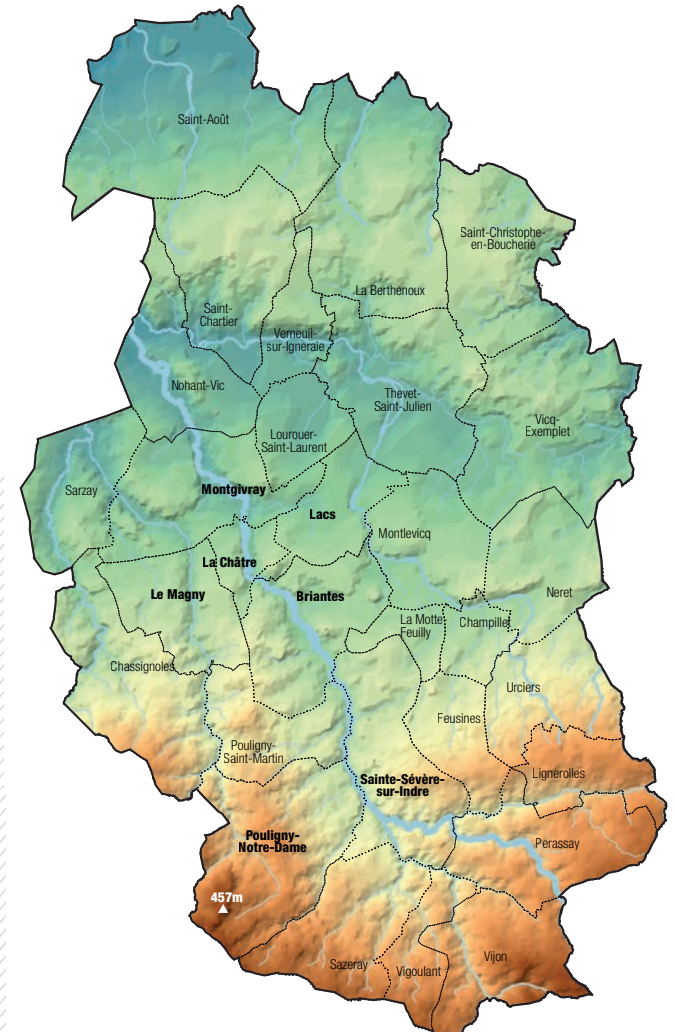 Saint-Août
Saint-Christophe-
en-Boucherie
La Berthenoux
Saint-
Chartier
Verneuil-
sur-Igneraie
Nohant-Vic
Thevet-
Saint-Julien
Vicq-
Exemplet
Lourouer-
Saint-Laurent
Sarzay
Montgivray
Lacs
Montlevicq
La Châtre
Le Magny
Briantes
Neret
La Motte
Feuilly
Champillet
Chassignoles
Urciers
Feusines
Pouligny-
Saint-Martin
Lignerolles
Sainte-Sévère-
sur-Indre
Pouligny-
Notre-Dame
Perassay
457m
Sazeray
Vigoulant
Vijon